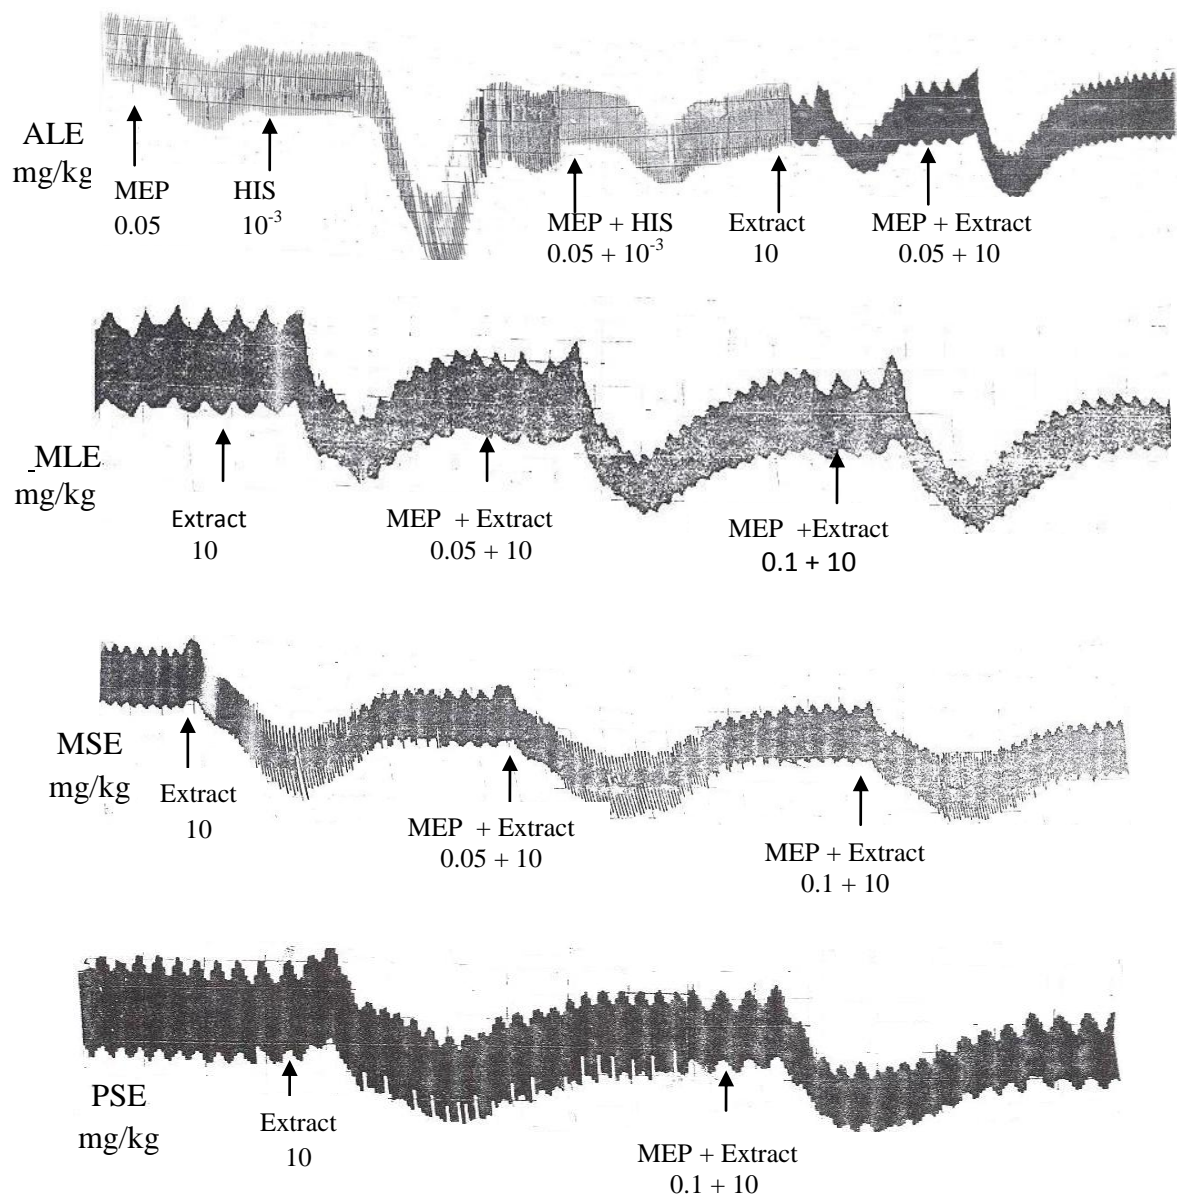 ALE
mg/kg
MEP
0.05
HIS
10⁻³
MEP + HIS
0.05 + 10⁻³
Extract
10
MEP + Extract
0.05 + 10
_MLE
mg/kg
Extract
10
MEP + Extract
0.05 + 10
MEP +Extract
0.1 + 10
MSE
mg/kg
Extract
10
MEP + Extract
0.05 + 10
MEP + Extract
0.1 + 10
PSE
mg/kg
Extract
10
MEP + Extract
0.1 + 10